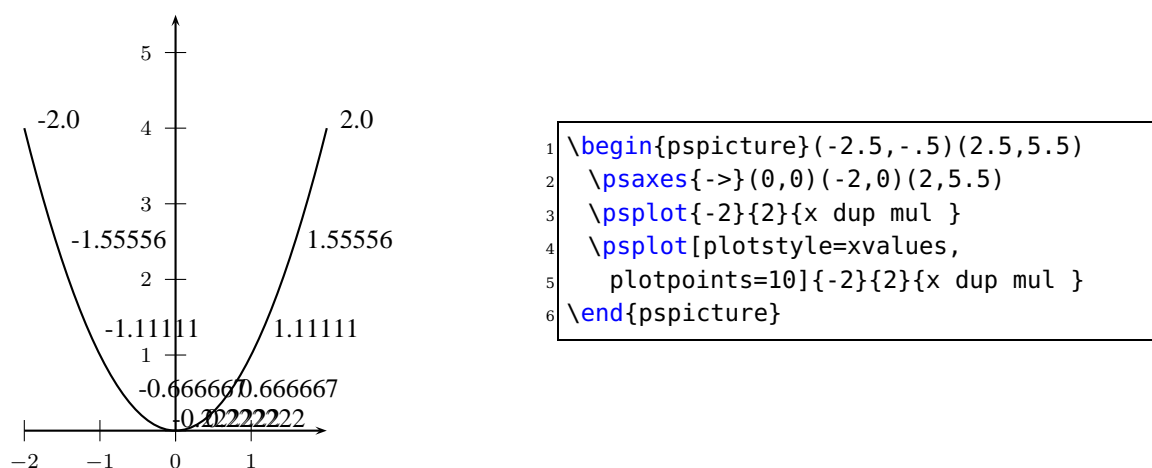 5
4
3
2
1
-2.0
2.0
-1.55556
1.55556
-1.11111
1.11111
-0.666667
0.666667
−2
−1
0
1
1 \begin{pspicture}(-2.5,-.5)(2.5,5.5)
2 \psaxes{->}(0,0)(-2,0)(2,5.5)
3 \psplot{-2}{2}{x dup mul }
4 \psplot[plotstyle=xvalues,
5 plotpoints=10]{-2}{2}{x dup mul }
6 \end{pspicture}